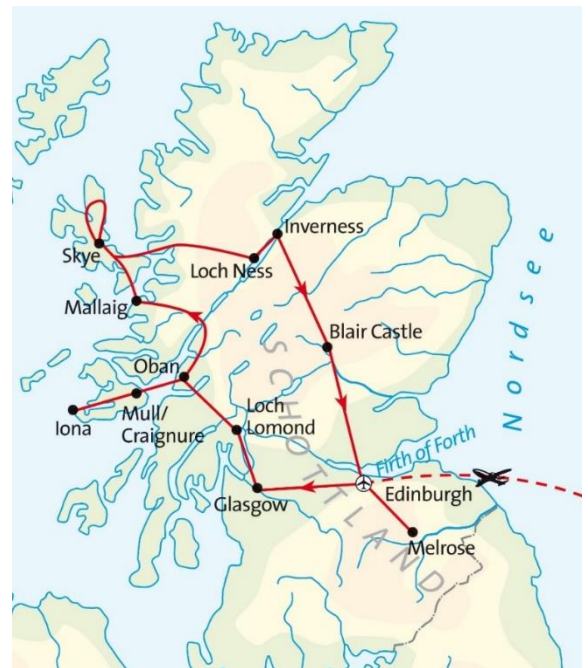 Inverness
Skye
Loch Ness
Mallaig
Blair Castle
Nordsee
SCHOTTLAND
Oban
Iona
Mull/
Craignure
Loch
Lomond
Firth of Forth
Glasgow
Edinburgh
Melrose